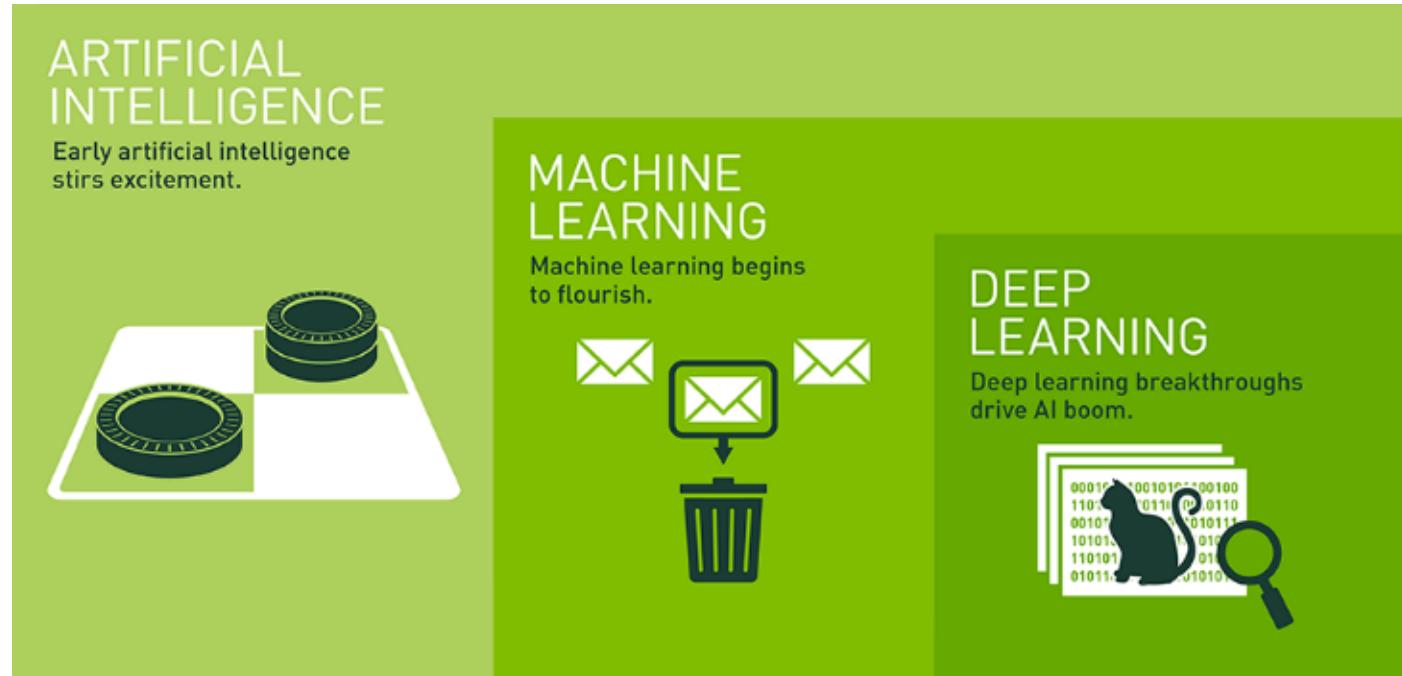 ARTIFICIAL
INTELLIGENCE
Early artificial intelligence
stirs excitement.
MACHINE
LEARNING
Machine learning begins
to flourish.
DEEP
LEARNING
Deep learning breakthroughs
drive AI boom.